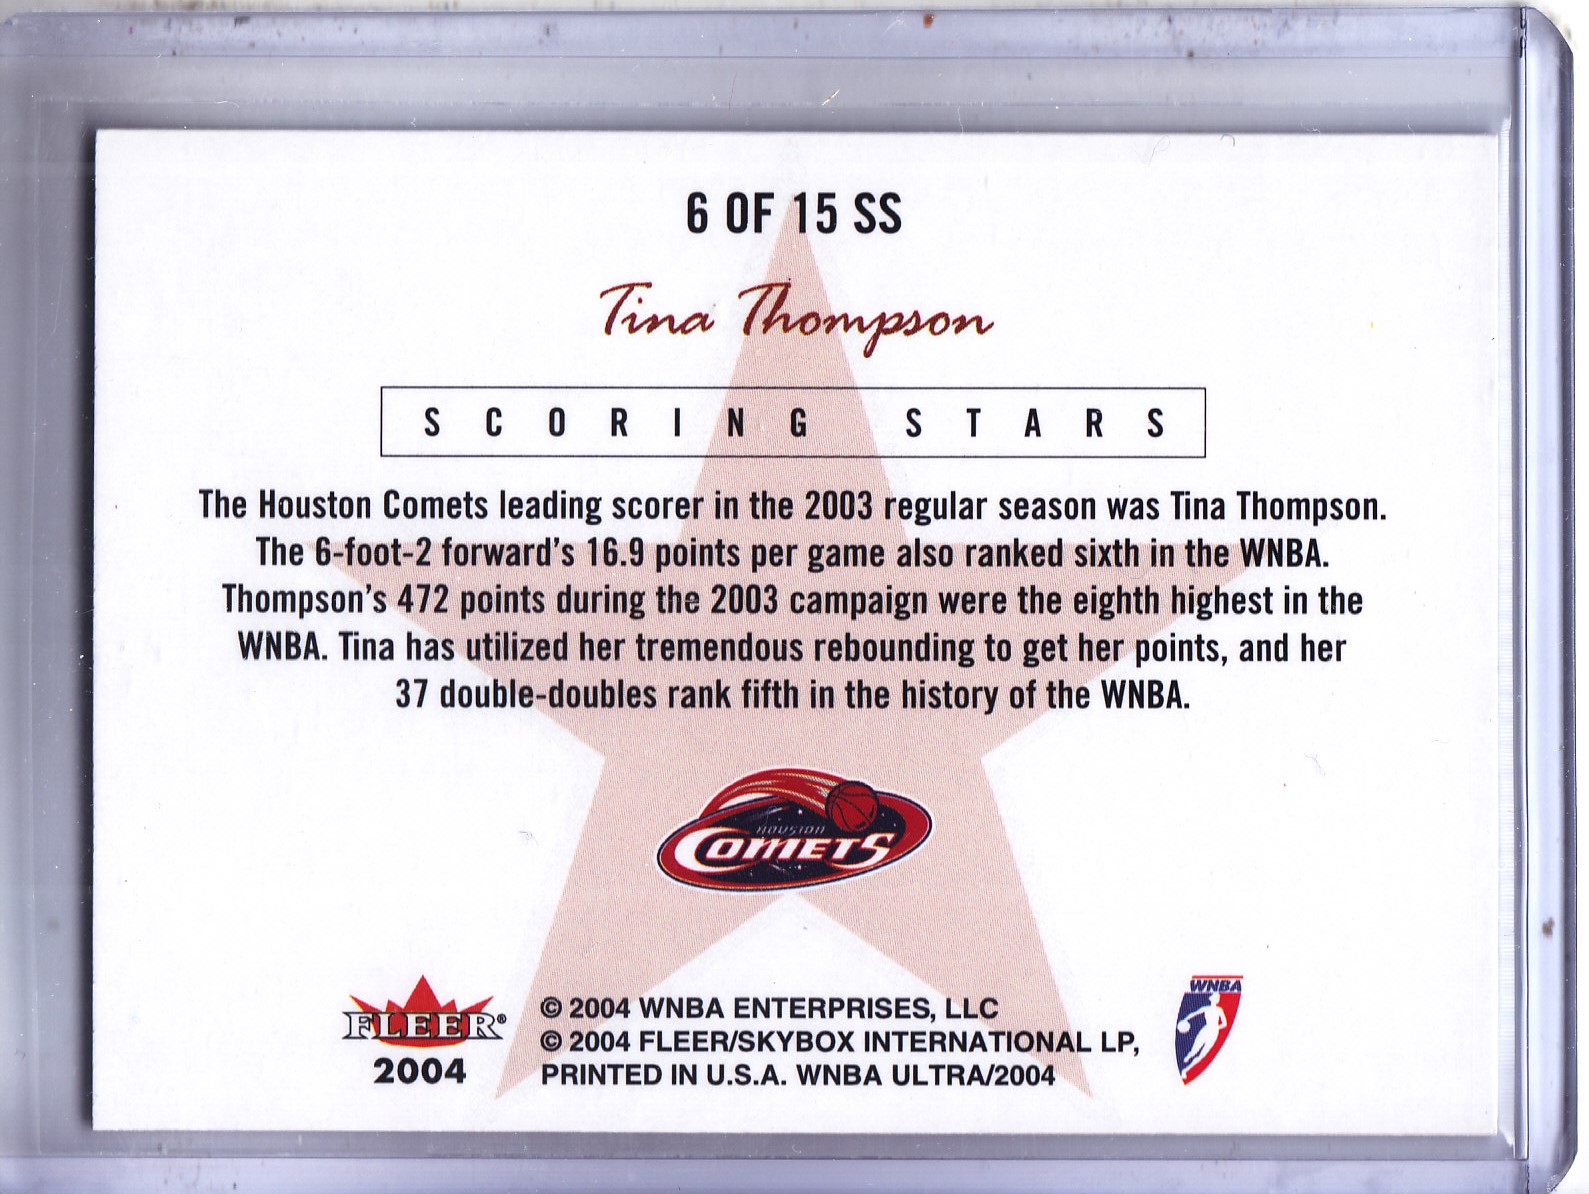 6 OF 15 SS
Tina Thompson
SCORING STARS
The Houston Comets leading scorer in the 2003 regular season was Tina Thompson.
The 6-foot-2 forward's 16.9 points per game also ranked sixth in the WNBA.
Thompson's 472 points during the 2003 campaign were the eighth highest in the
WNBA. Tina has utilized her tremendous rebounding to get her points, and her
37 double-doubles rank fifth in the history of the WNBA.
HOUSTON
COMETS
FLEER®
2004
© 2004 WNBA ENTERPRISES, LLC
© 2004 FLEER/SKYBOX INTERNATIONAL LP,
PRINTED IN U.S.A. WNBA ULTRA/2004
WNBA